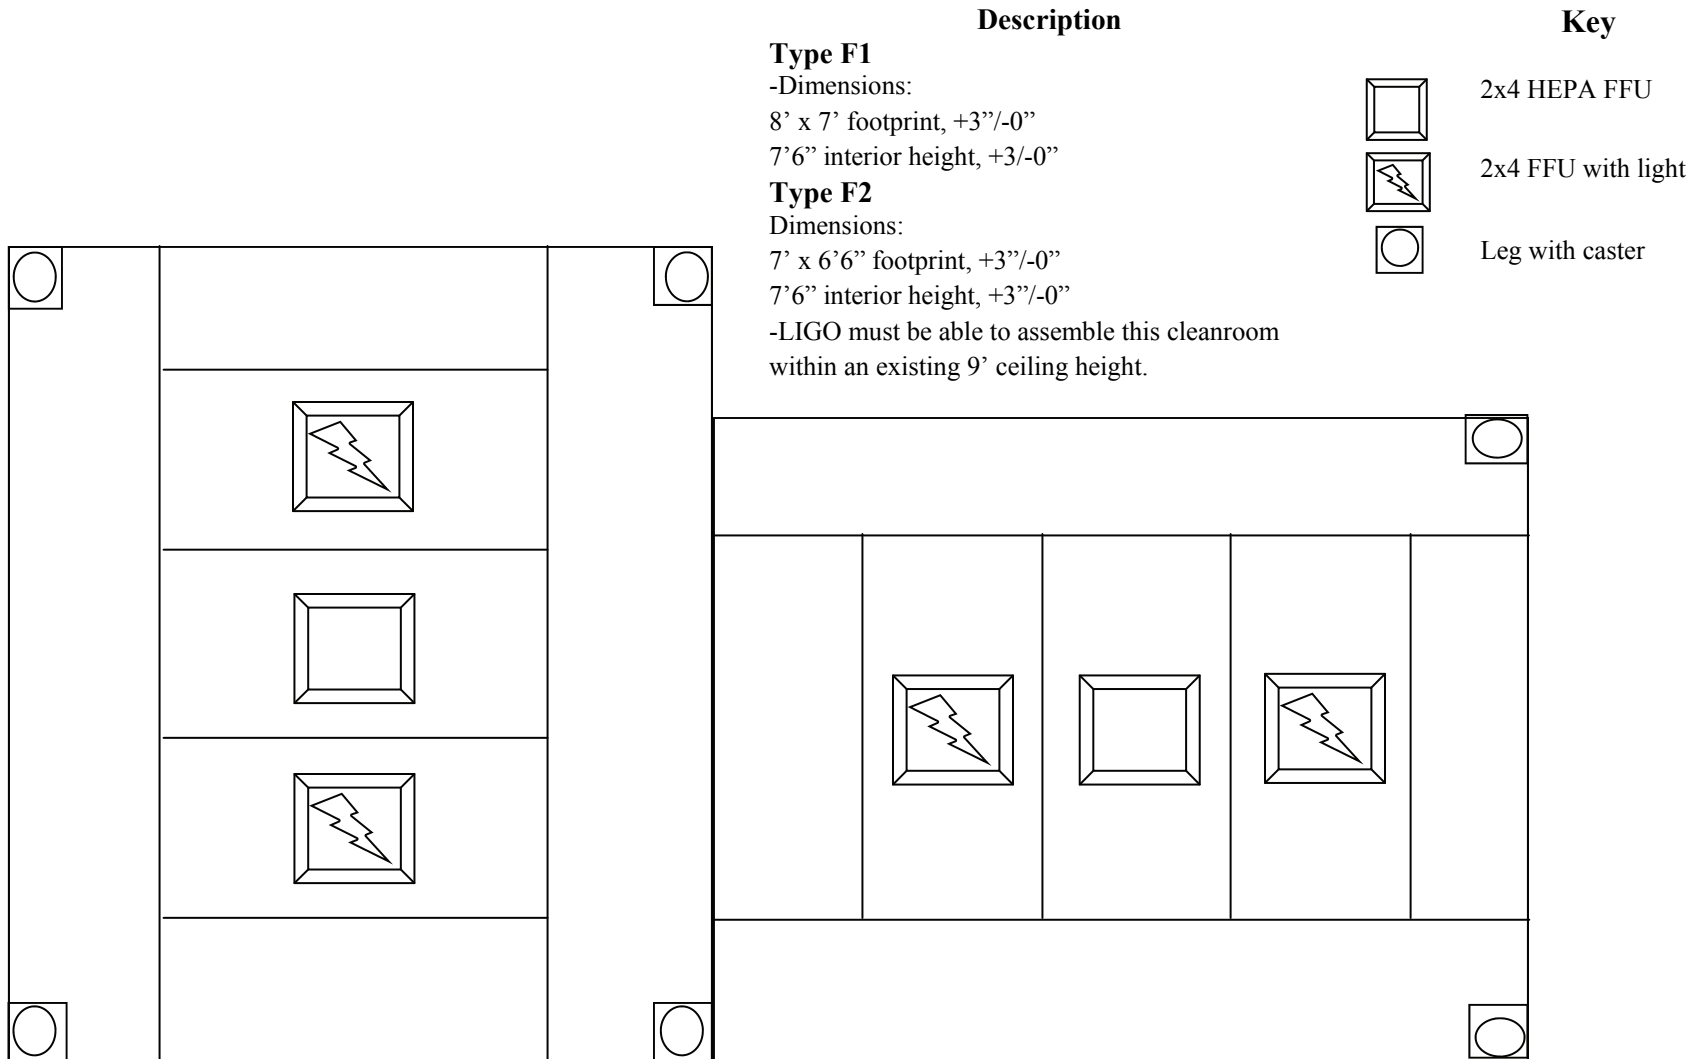 Description
Type F1
-Dimensions:
8’ x 7’ footprint, +3”/-0”
7’6” interior height, +3/-0”
Type F2
Dimensions:
7’ x 6’6” footprint, +3”/-0”
7’6” interior height, +3”/-0”
-LIGO must be able to assemble this cleanroom
within an existing 9’ ceiling height.
Key
2x4 HEPA FFU
2x4 FFU with light
Leg with caster